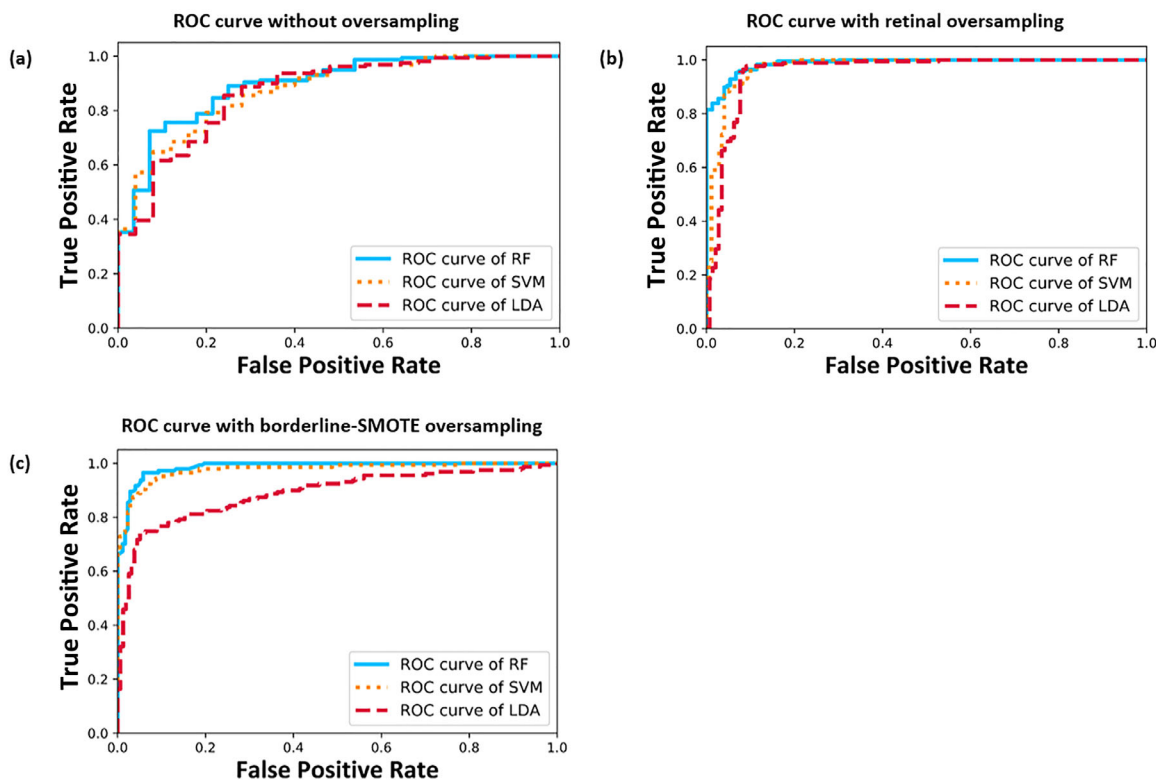 ROC curve without oversampling
(a)
True Positive Rate
1.0
0.8
0.6
0.4
0.2
0.0
ROC curve of RF
ROC curve of SVM
ROC curve of LDA
0.0 0.2 0.4 0.6 0.8 1.0
False Positive Rate
ROC curve with retinal oversampling
(b)
True Positive Rate
1.0
0.8
0.6
0.4
0.2
0.0
ROC curve of RF
ROC curve of SVM
ROC curve of LDA
0.0 0.2 0.4 0.6 0.8 1.0
False Positive Rate
ROC curve with borderline-SMOTE oversampling
(c)
True Positive Rate
1.0
0.8
0.6
0.4
0.2
0.0
ROC curve of RF
ROC curve of SVM
ROC curve of LDA
0.0 0.2 0.4 0.6 0.8 1.0
False Positive Rate